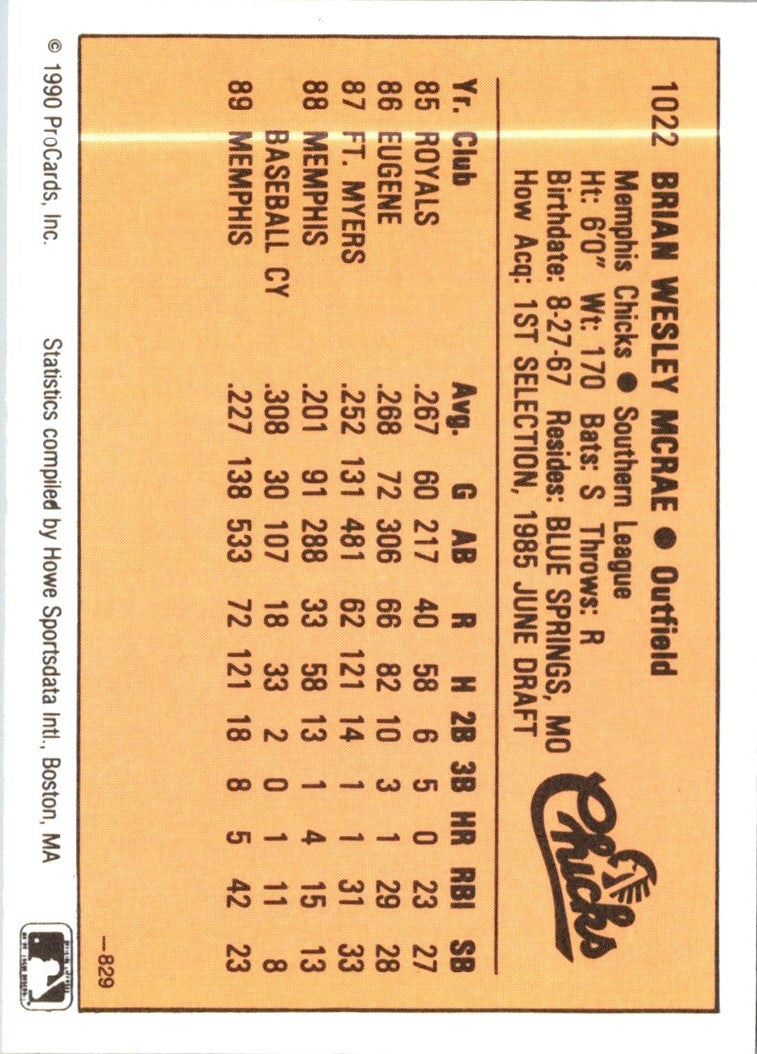 1022 BRIAN WESLEY MCRAE ● Outfield
Memphis Chicks ● Southern League
Ht: 6'0" Wt: 170 Bats: S Throws: R
Birthdate: 8-27-67 Resides: BLUE SPRINGS, MO
How Acq: 1ST SELECTION, 1985 JUNE DRAFT
Chicks
Yr. Club Avg. G AB R H 2B 3B HR RBI SB
85 ROYALS .267 60 217 40 58 6 5 0 23 27
86 EUGENE .268 72 306 66 82 10 3 1 29 28
87 FT. MYERS .252 131 481 62 121 14 1 1 31 33
88 MEMPHIS .201 91 288 33 58 13 1 4 15 13
BASEBALL CY .308 30 107 18 33 2 0 1 11 8
89 MEMPHIS .227 138 533 72 121 18 8 5 42 23
—829
© 1990 ProCards, Inc. Statistics compiled by Howe Sportsdata Intl., Boston, MA